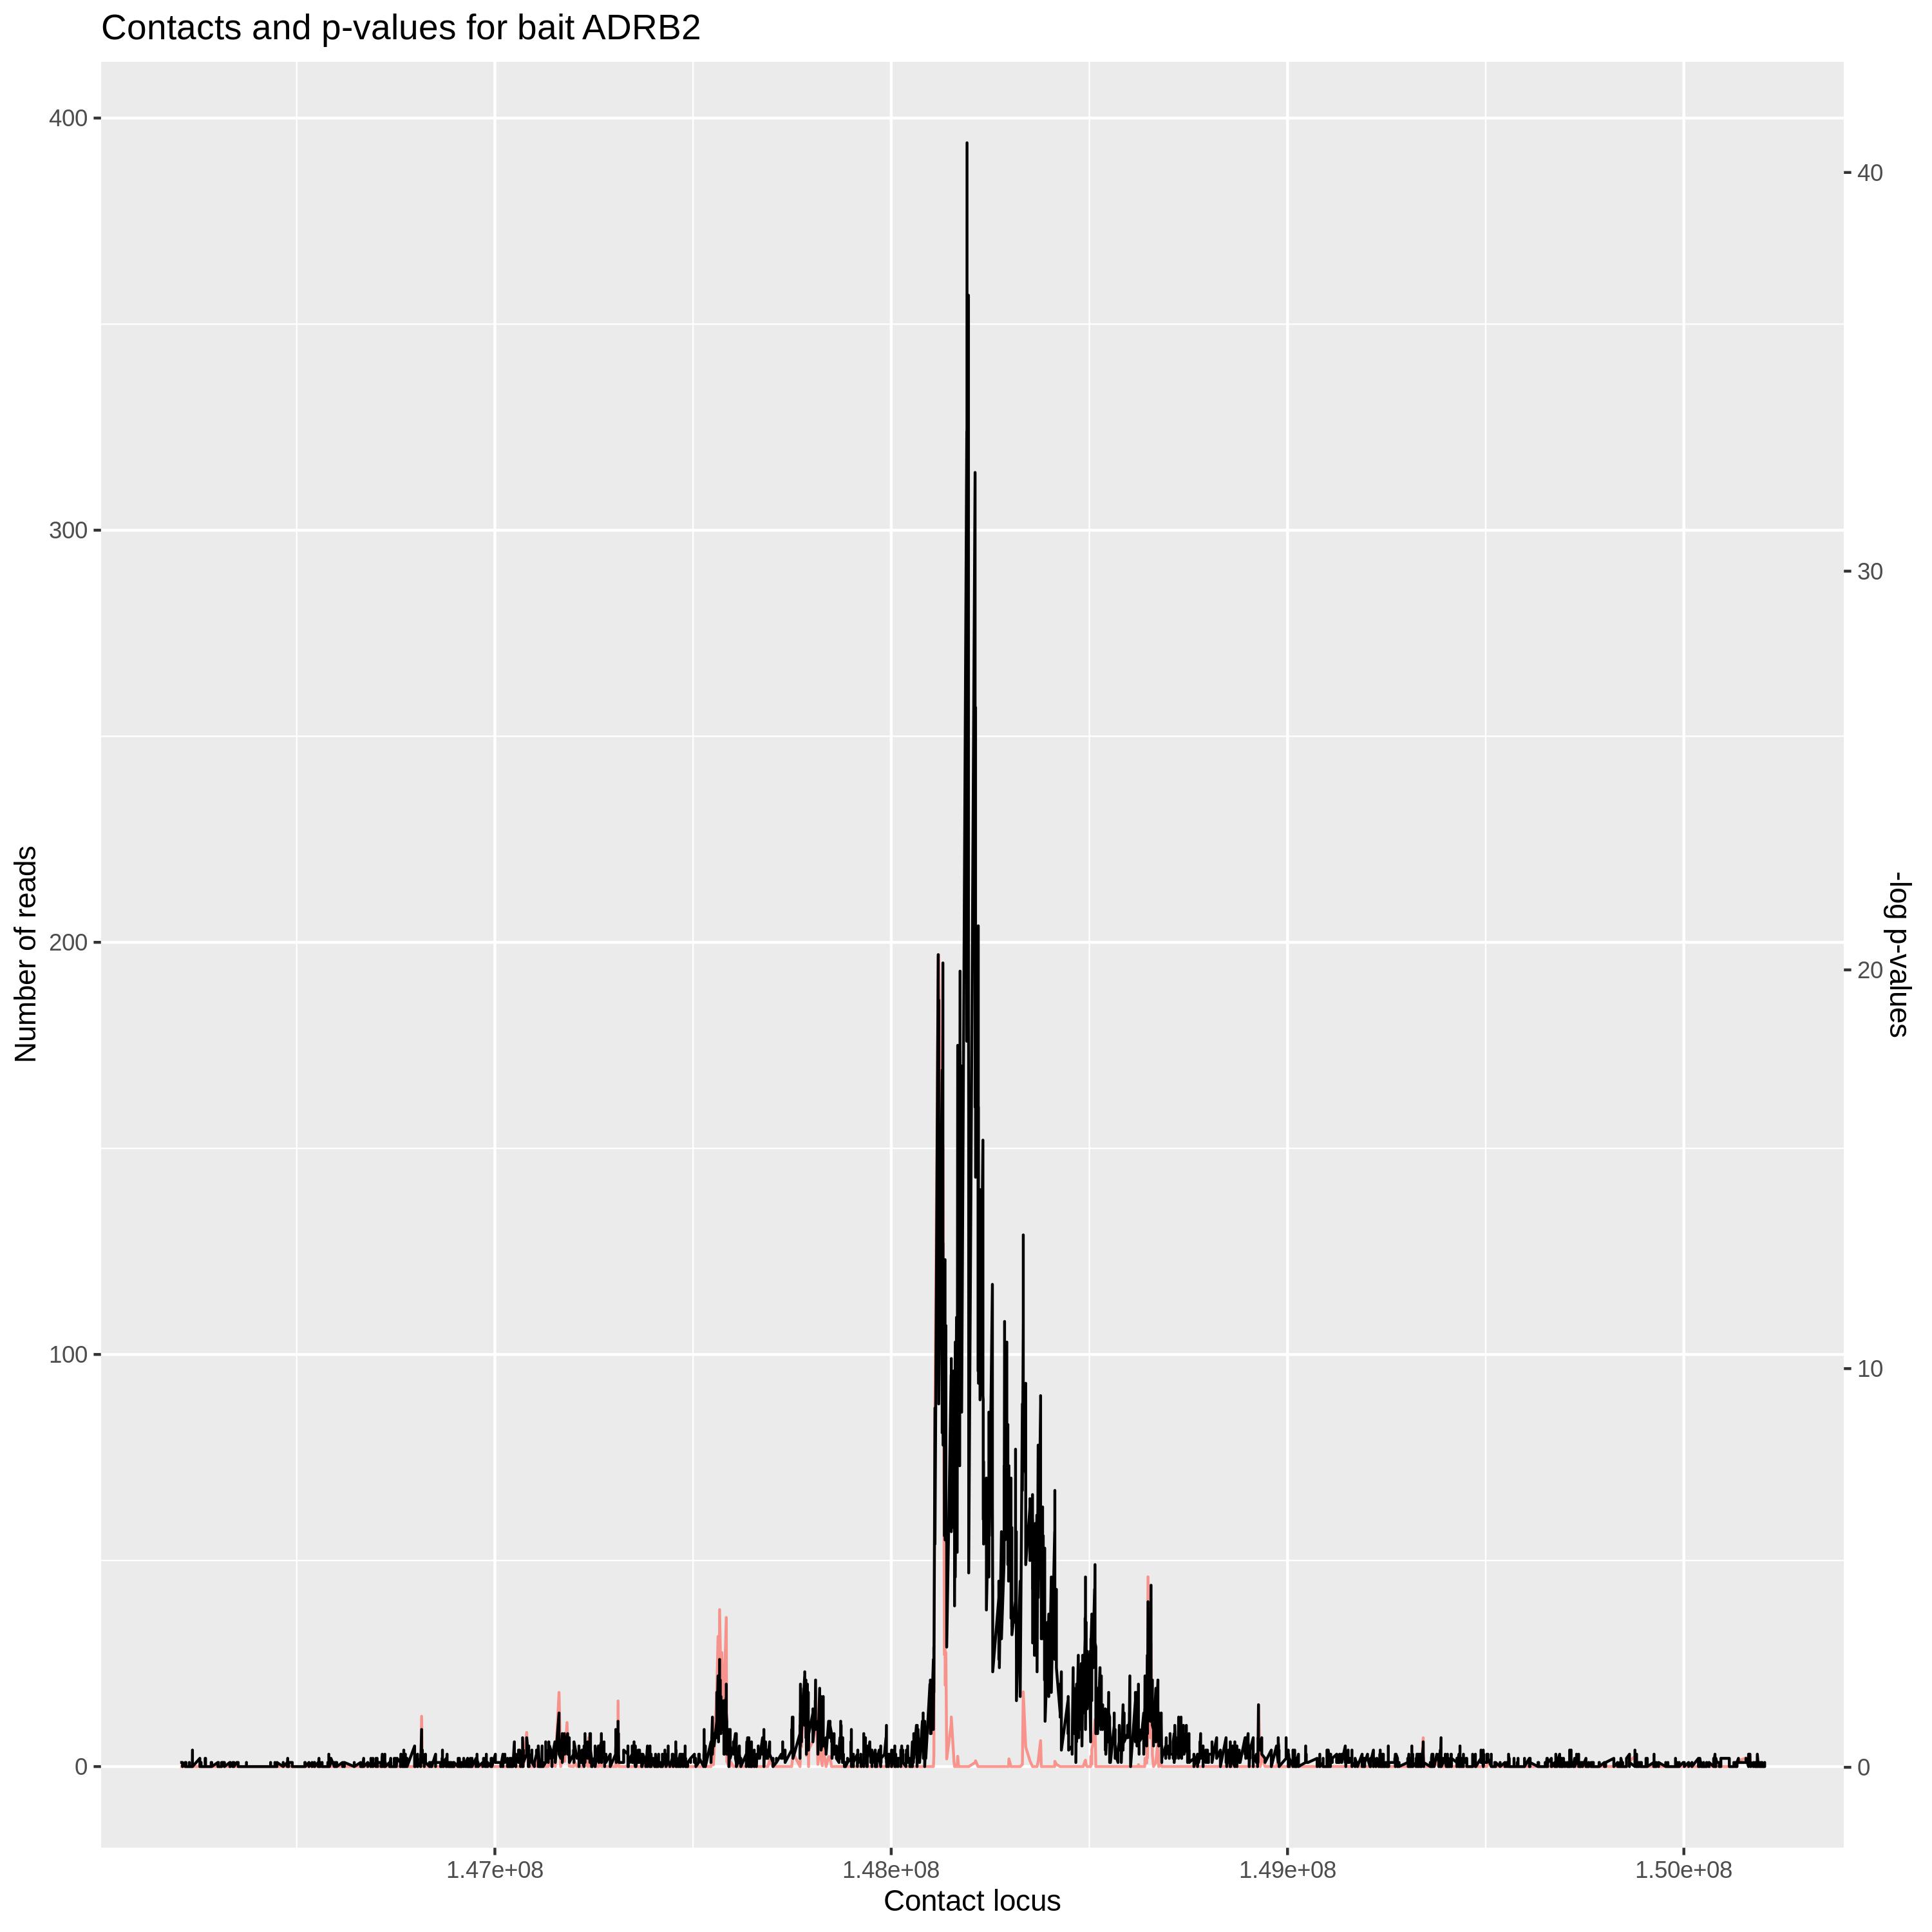 Contacts and p-values for bait ADRB2
400
300
200
100
0
Number of reads
40
30
20
10
0
-log p-values
1.47e+08 1.48e+08 1.49e+08 1.50e+08
Contact locus